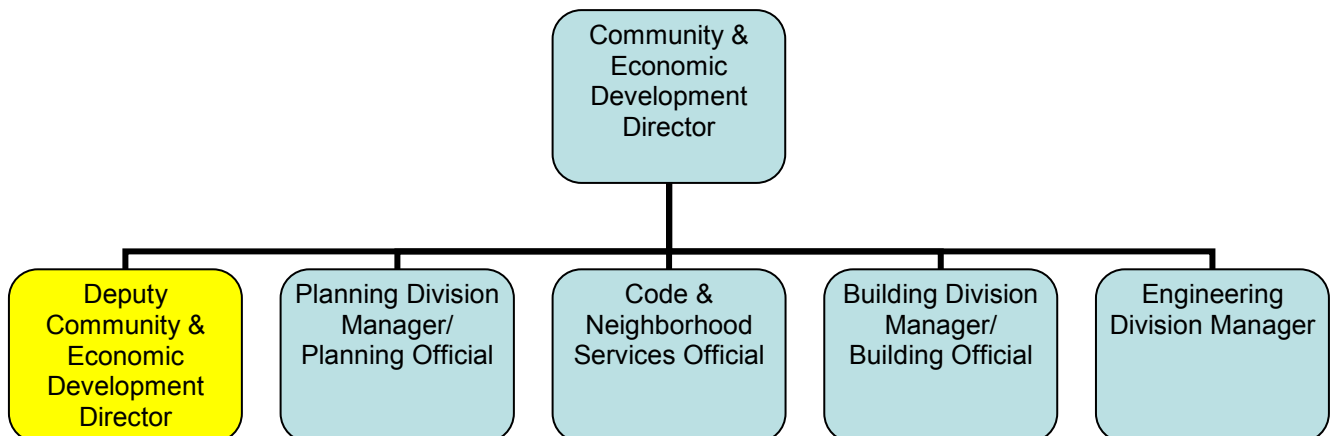 Community &
Economic
Development
Director
Deputy
Community &
Economic
Development
Director
Planning Division
Manager/
Planning Official
Code &
Neighborhood
Services Official
Building Division
Manager/
Building Official
Engineering
Division Manager